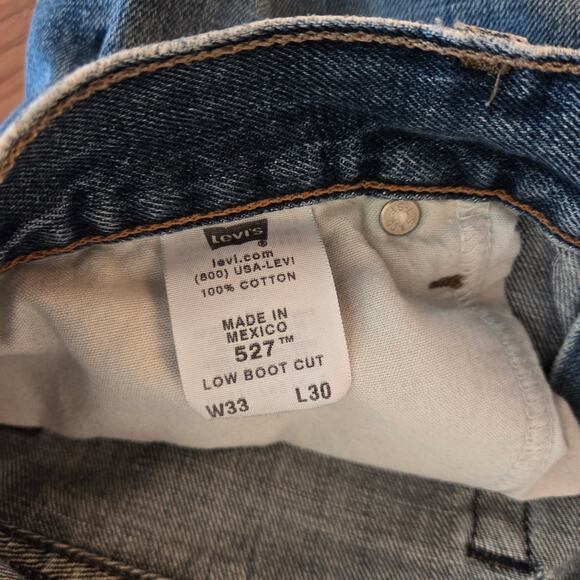 Levi's
levi.com
(800) USA-LEVI
100% COTTON
MADE IN
MEXICO
527™
LOW BOOT CUT
W33 L30